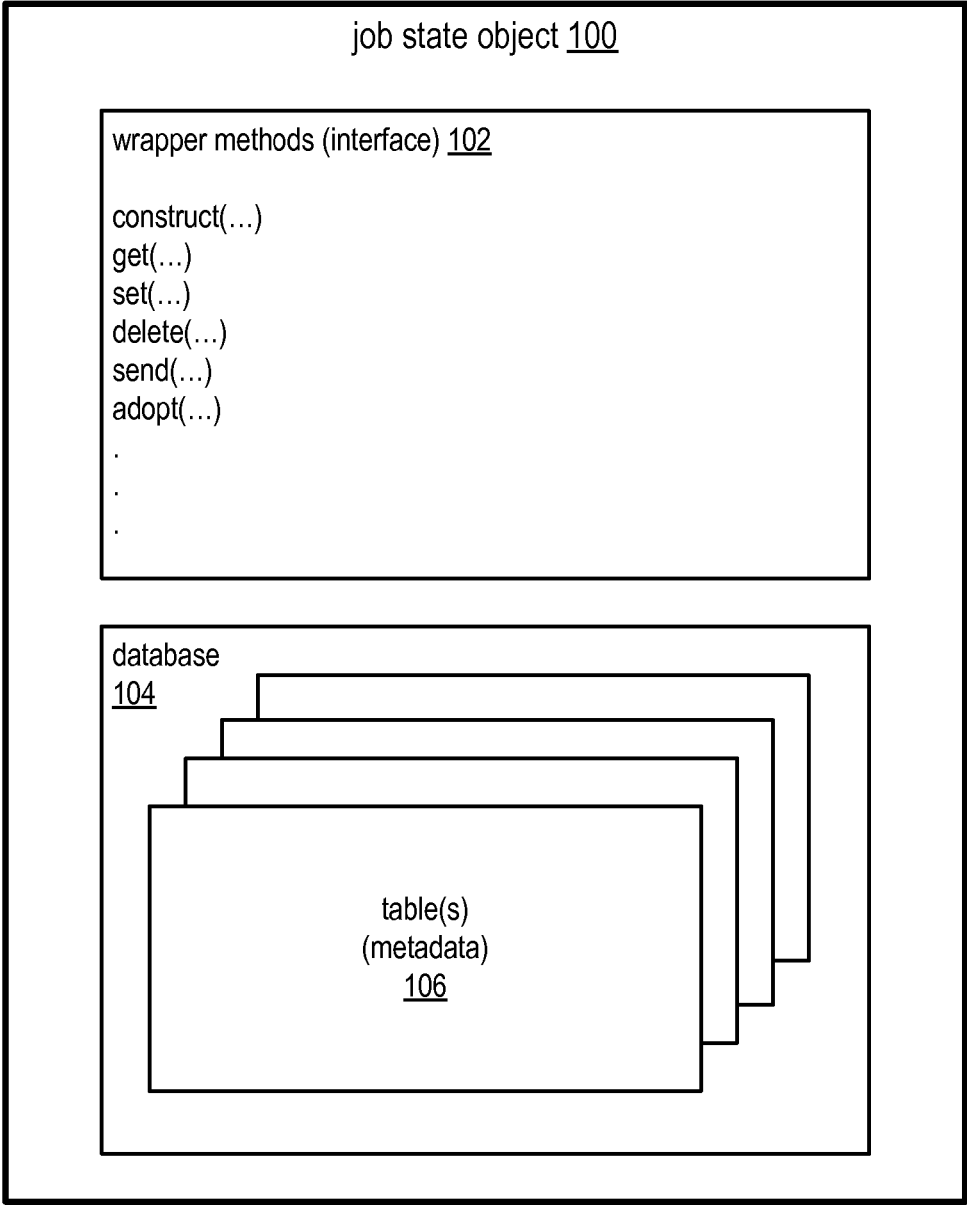 job state object 100
wrapper methods (interface) 102
construct(…)
get(…)
set(…)
delete(…)
send(…)
adopt(…)
.
.
.
database
104
table(s)
(metadata)
106